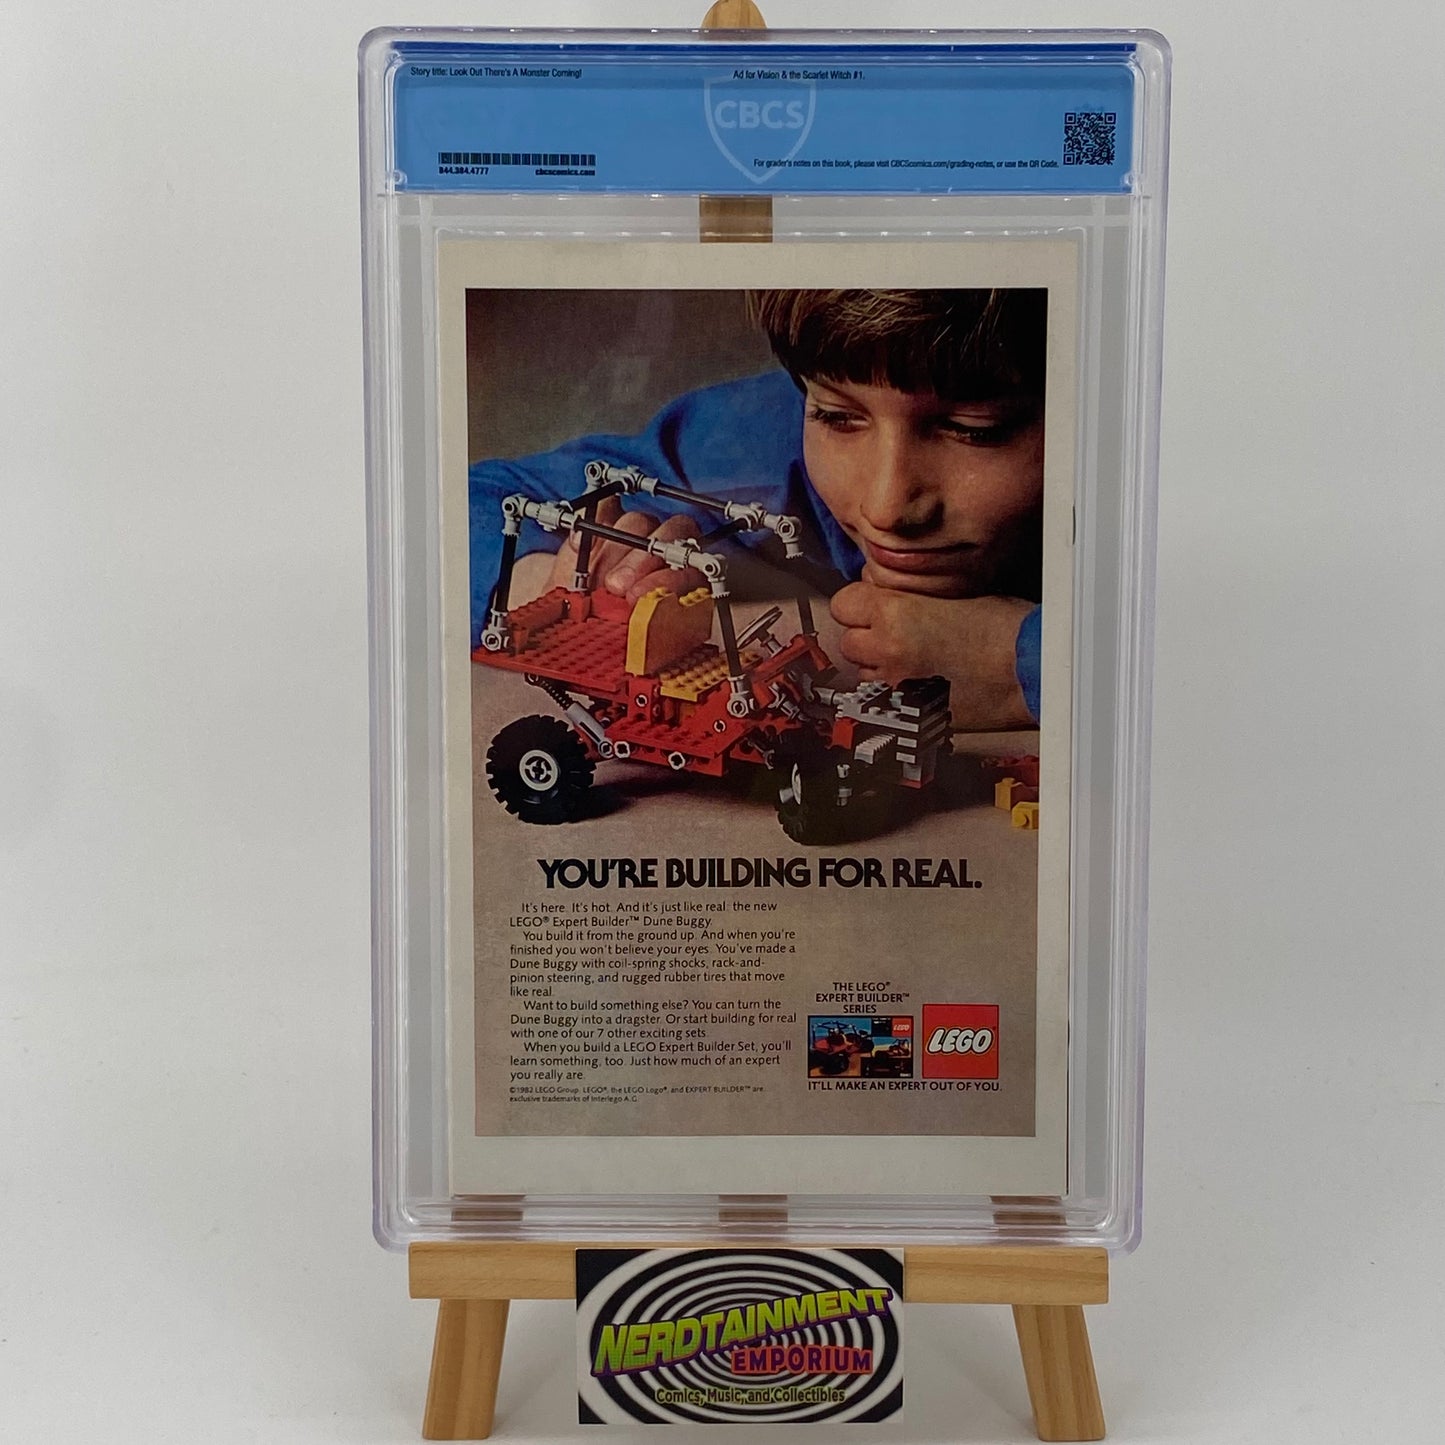 Story title: Look Out There's A Monster Coming!
Ad for Vision & the Scarlet Witch #1.
CBCS
For grader's notes on this book, please visit CBCScomics.com/grading-notes, or use the QR Code.
844.384.4777
cbcscomics.com
YOU'RE BUILDING FOR REAL.
It's here. It's hot. And it's just like real: the new
LEGO® Expert Builder™ Dune Buggy.
You build it from the ground up. And when you're
finished you won't believe your eyes. You've made a
Dune Buggy with coil-spring shocks, rack-and-
pinion steering, and rugged rubber tires that move
like real.
Want to build something else? You can turn the
Dune Buggy into a dragster. Or start building for real
with one of our 7 other exciting sets.
When you build a LEGO Expert Builder Set, you'll
learn something, too. Just how much of an expert
you really are.
©1982 LEGO Group. LEGO®, the LEGO Logo®, and EXPERT BUILDER™ are
exclusive trademarks of Interlego A.G.
THE LEGO®
EXPERT BUILDER™
SERIES
LEGO
LEGO®
IT'LL MAKE AN EXPERT OUT OF YOU.
NERDTAINMENT
EMPORIUM
Comics, Music, and Collectibles